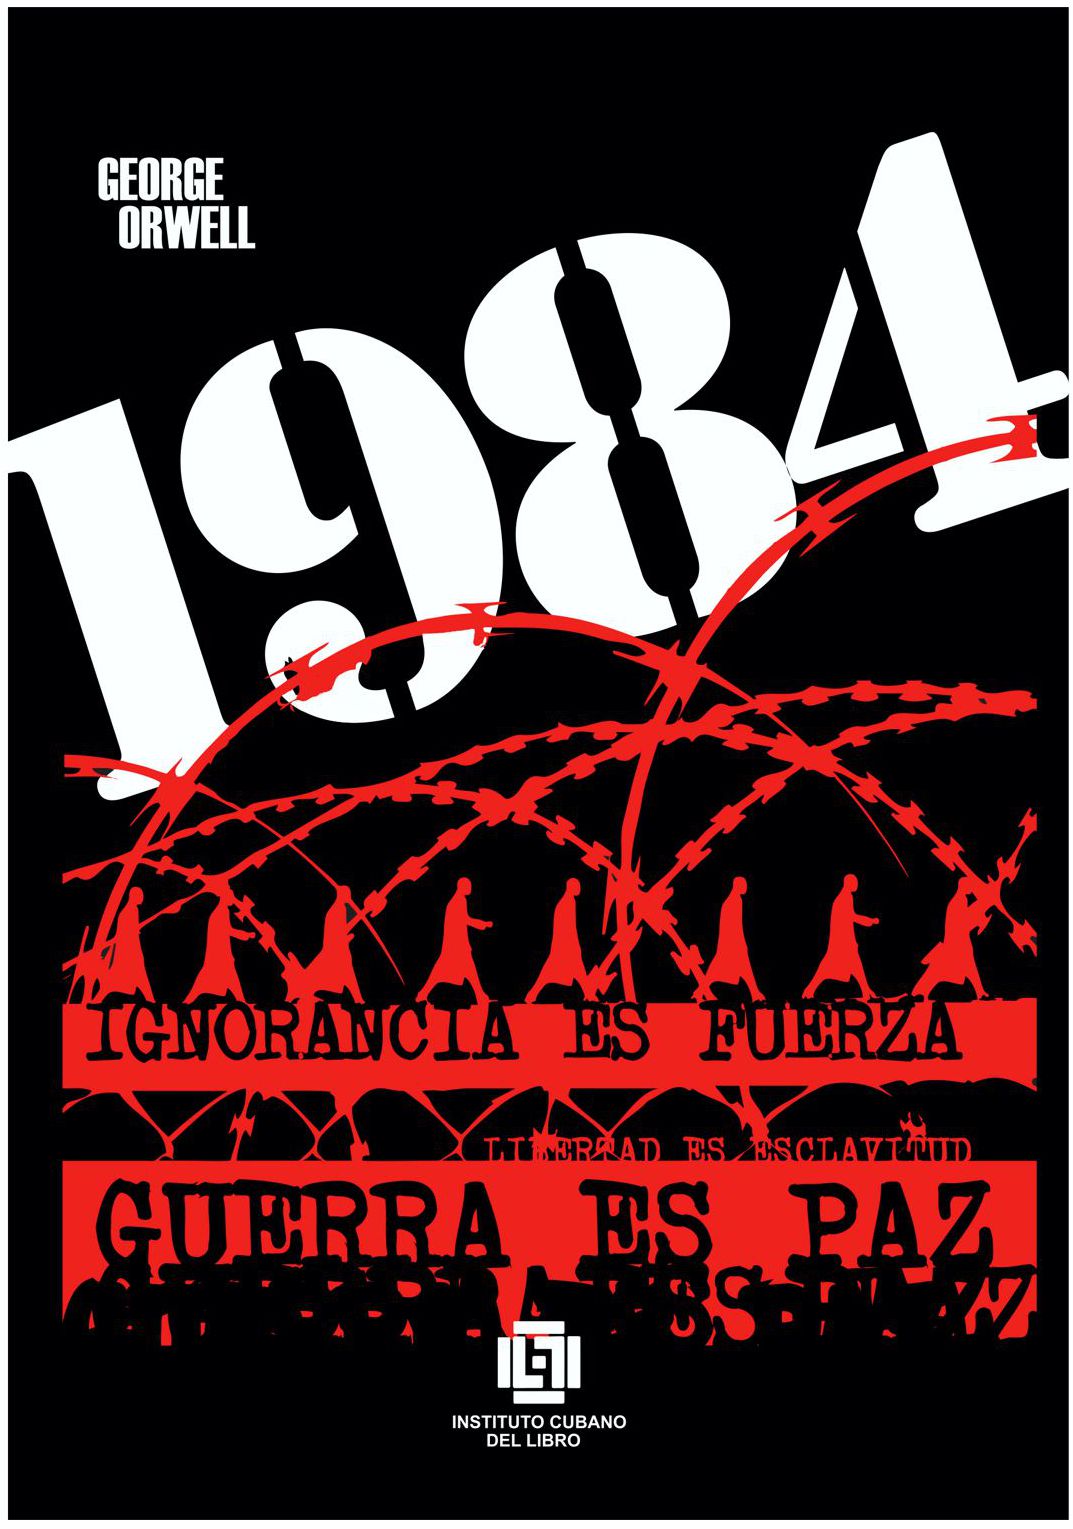 GEORGE
ORWELL
1984
IGNORANCIA ES FUERZA
LIBERTAD ES ESCLAVITUD
GUERRA ES PAZ
INSTITUTO CUBANO
DEL LIBRO